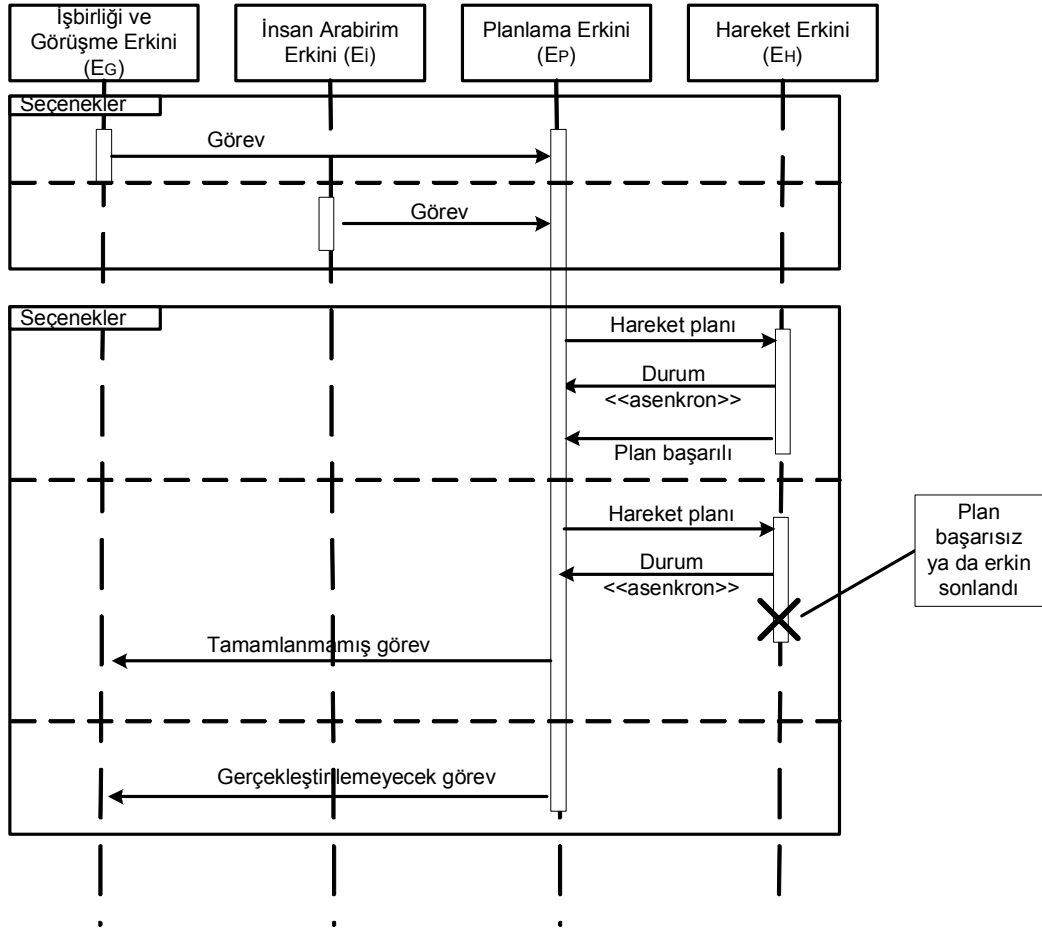 İşbirliği ve
Görüşme Erkini
(EG)
İnsan Arabirim
Erkini (Eİ)
Planlama Erkini
(EP)
Hareket Erkini
(EH)
Seçenekler
Görev
Görev
Seçenekler
Hareket planı
Durum
<<asenkron>>
Plan başarılı
Hareket planı
Durum
<<asenkron>>
Plan
başarısız
ya da erkin
sonlandı
Tamamlanmamış görev
Gerçekleştirilemeyecek görev